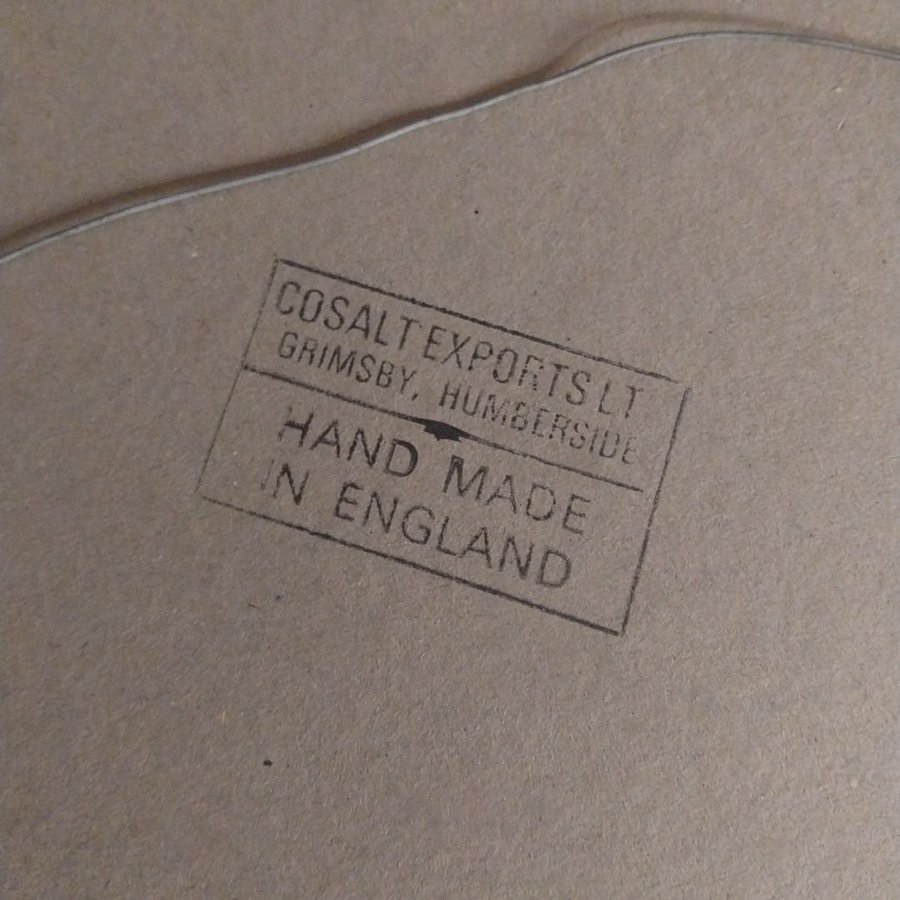 COSALT EXPORTS LT
GRIMSBY, HUMBERSIDE
HAND MADE
IN ENGLAND